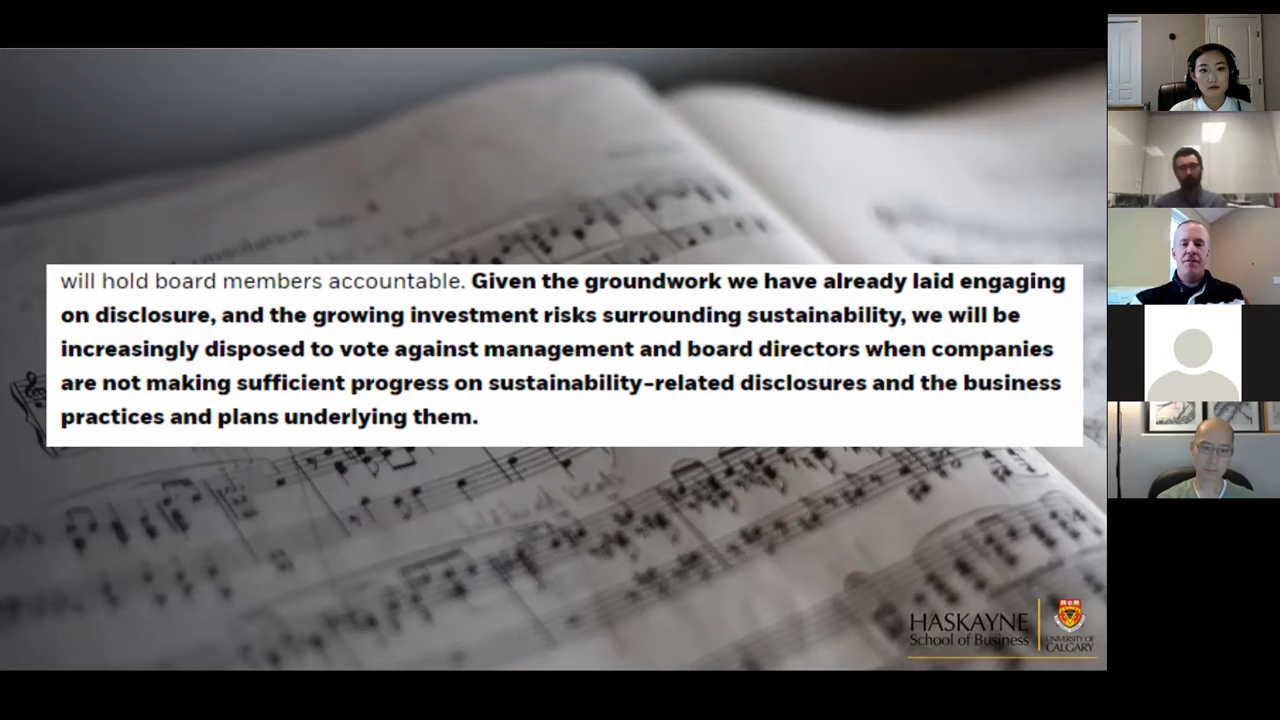 will hold board members accountable. Given the groundwork we have already laid engaging
on disclosure, and the growing investment risks surrounding sustainability, we will be
increasingly disposed to vote against management and board directors when companies
are not making sufficient progress on sustainability-related disclosures and the business
practices and plans underlying them.
HASKAYNE
School of Business
UNIVERSITY OF
CALGARY